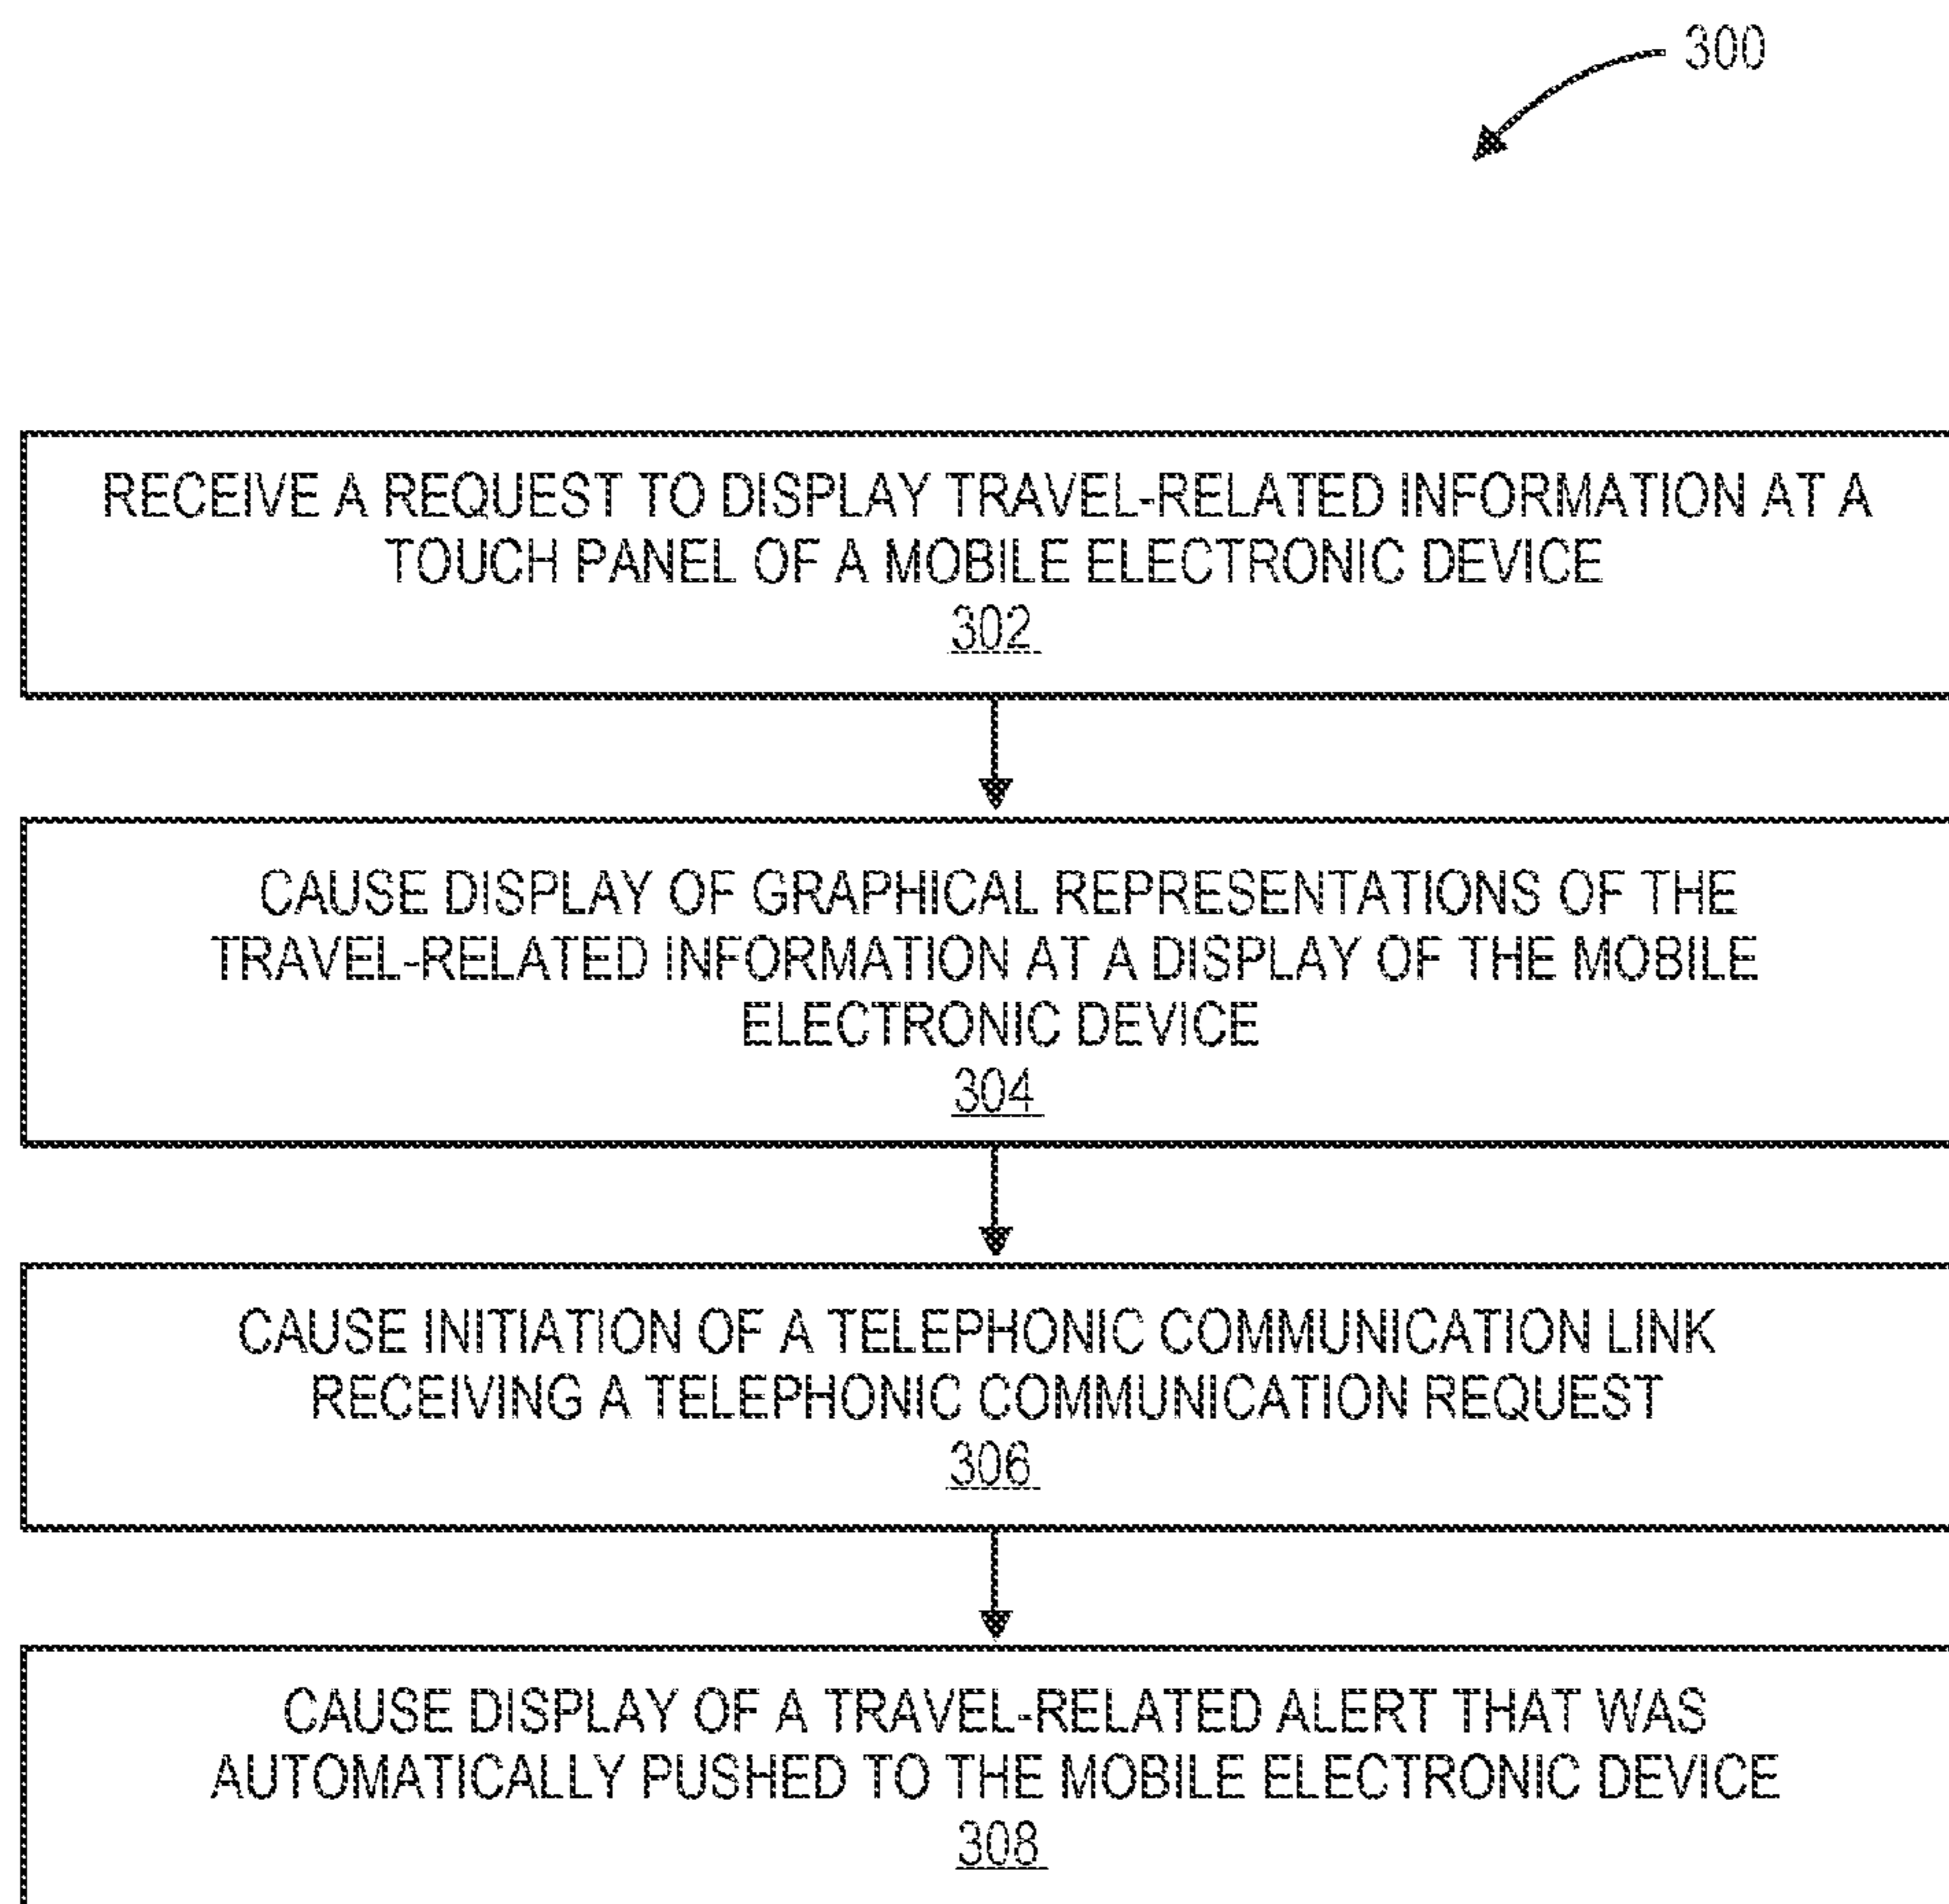 300
RECEIVE A REQUEST TO DISPLAY TRAVEL-RELATED INFORMATION AT A
TOUCH PANEL OF A MOBILE ELECTRONIC DEVICE
302
CAUSE DISPLAY OF GRAPHICAL REPRESENTATIONS OF THE
TRAVEL-RELATED INFORMATION AT A DISPLAY OF THE MOBILE
ELECTRONIC DEVICE
304
CAUSE INITIATION OF A TELEPHONIC COMMUNICATION LINK
RECEIVING A TELEPHONIC COMMUNICATION REQUEST
306
CAUSE DISPLAY OF A TRAVEL-RELATED ALERT THAT WAS
AUTOMATICALLY PUSHED TO THE MOBILE ELECTRONIC DEVICE
308